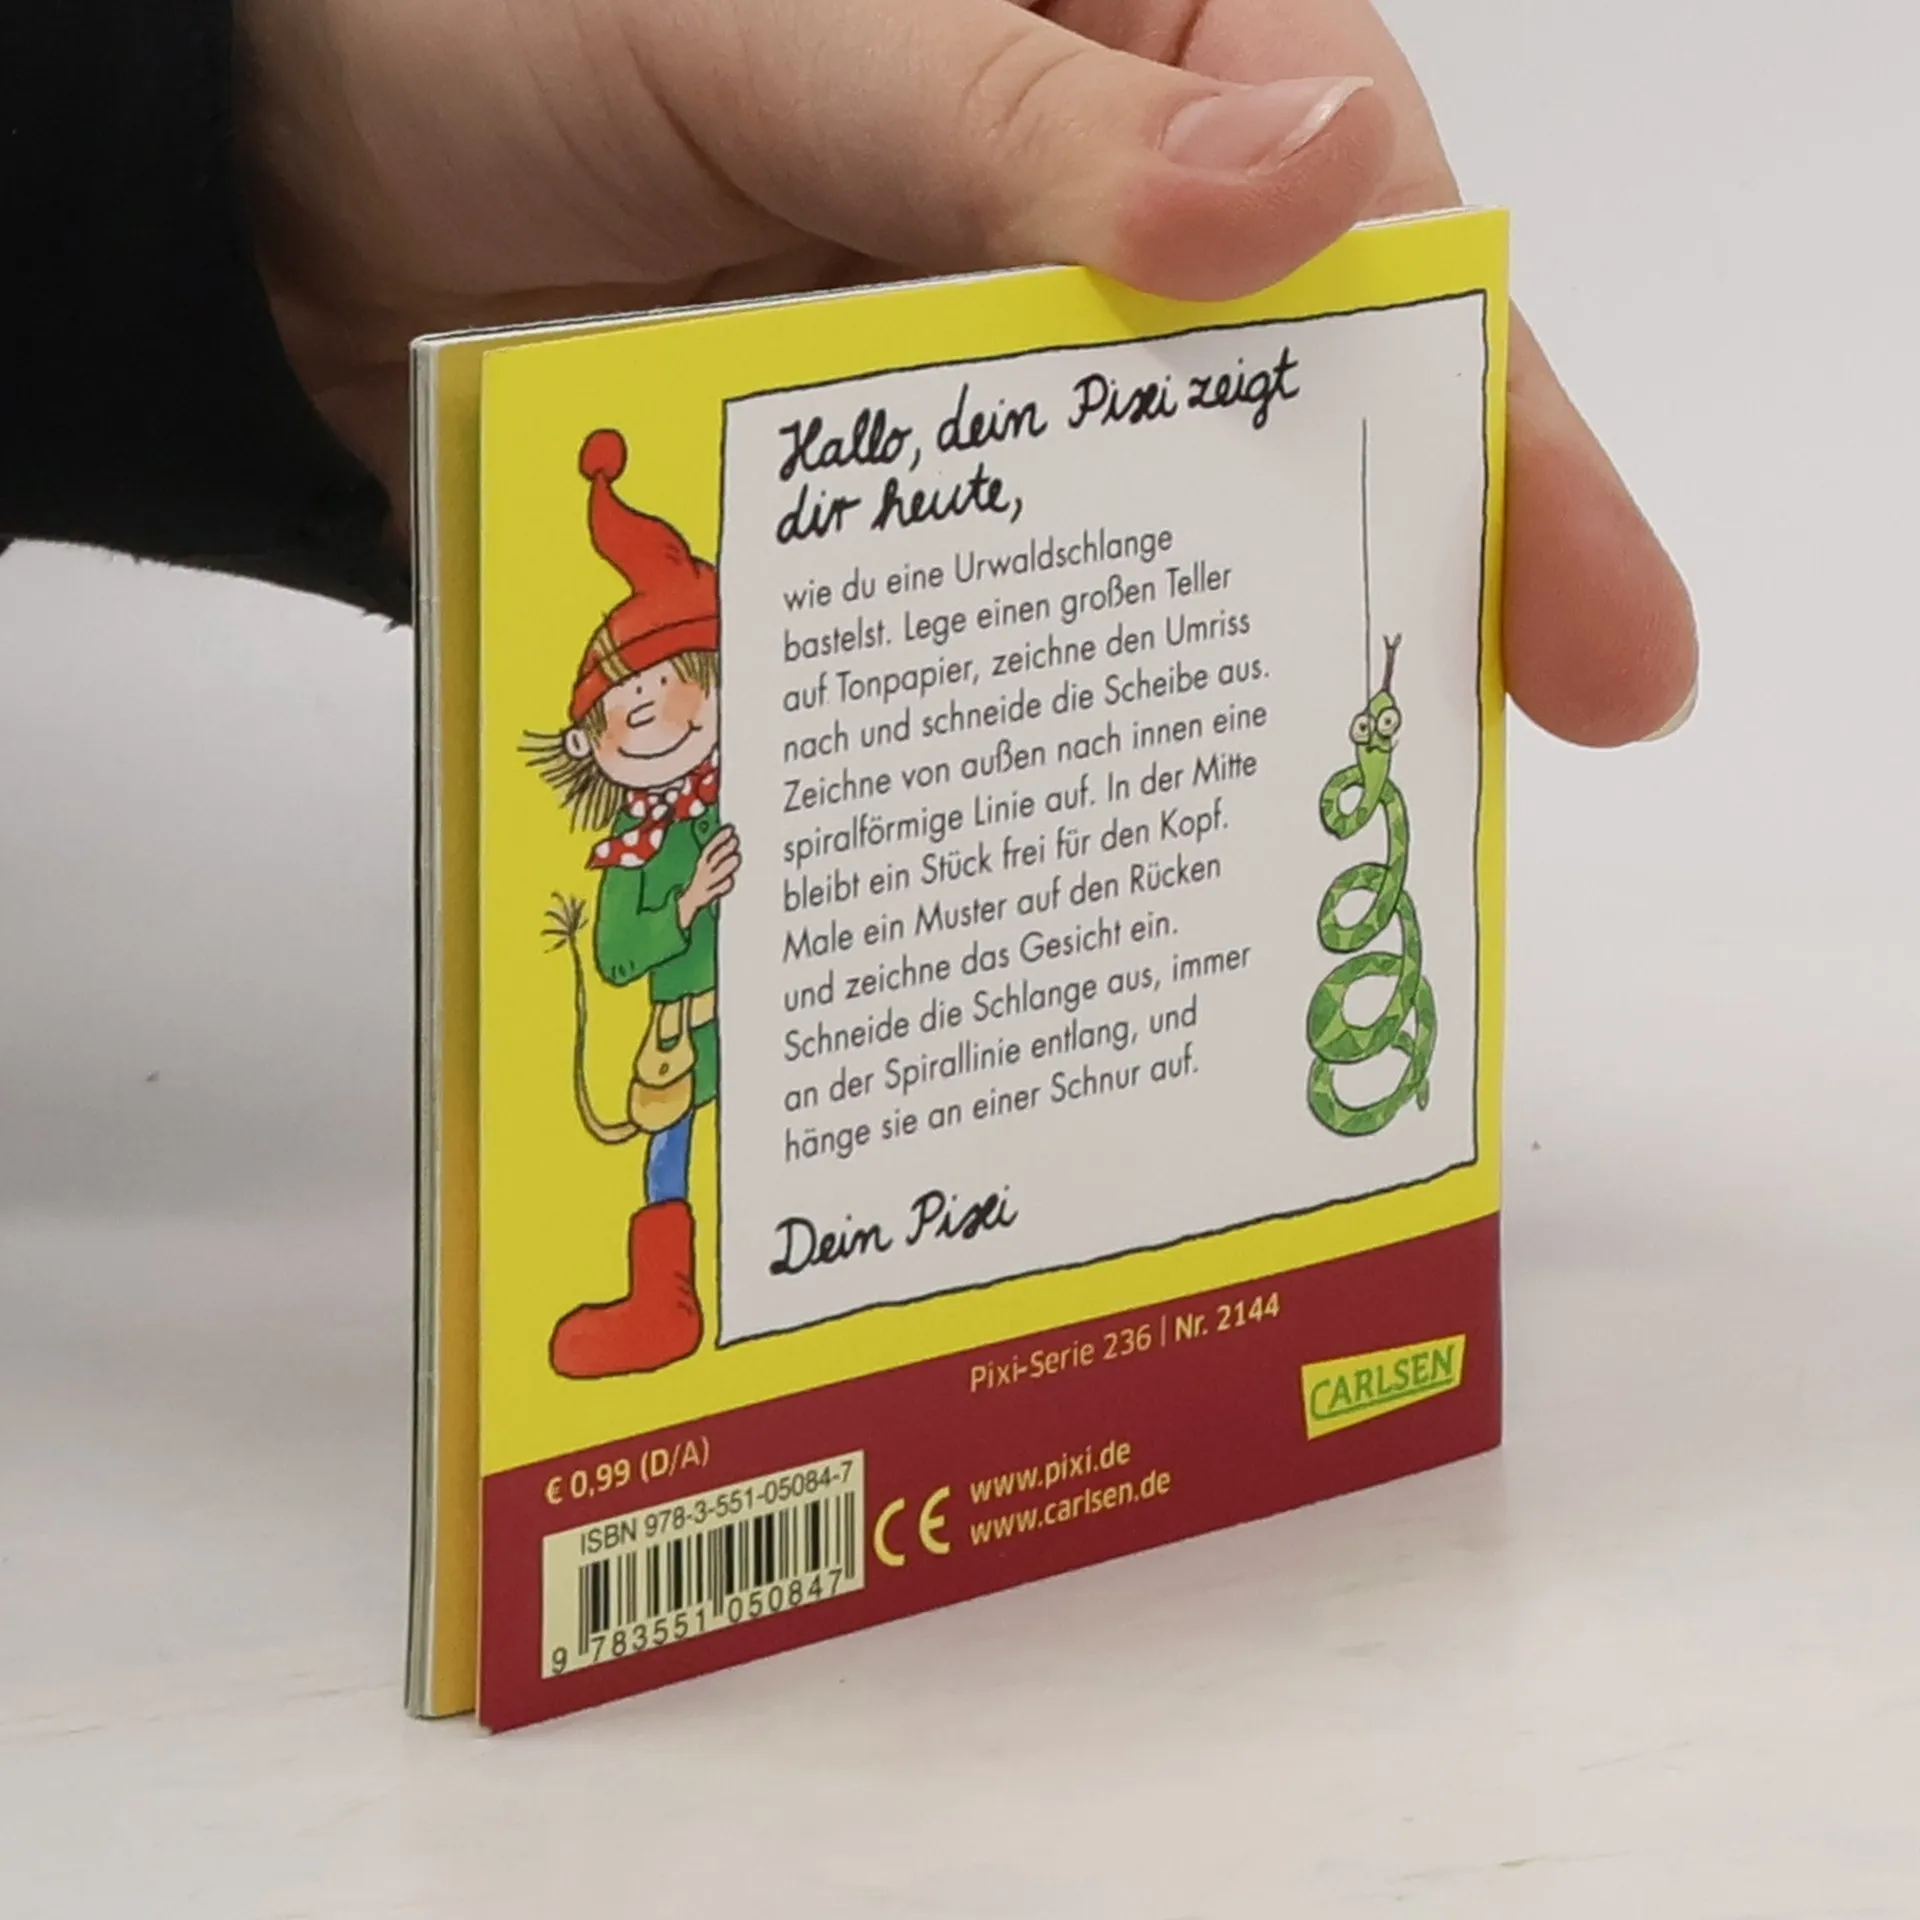 Hallo, dein Pixi zeigt
dir heute,
wie du eine Urwaldschlange
bastelst. Lege einen großen Teller
auf Tonpapier, zeichne den Umriss
nach und schneide die Scheibe aus.
Zeichne von außen nach innen eine
spiralförmige Linie auf. In der Mitte
bleibt ein Stück frei für den Kopf.
Male ein Muster auf den Rücken
und zeichne das Gesicht ein.
Schneide die Schlange aus, immer
an der Spirallinie entlang, und
hänge sie an einer Schnur auf.
Dein Pixi
Pixi-Serie 236 | Nr. 2144
CARLSEN
€ 0,99 (D/A)
ISBN 978-3-551-05084-7
9 783551 050847
CE
www.pixi.de
www.carlsen.de